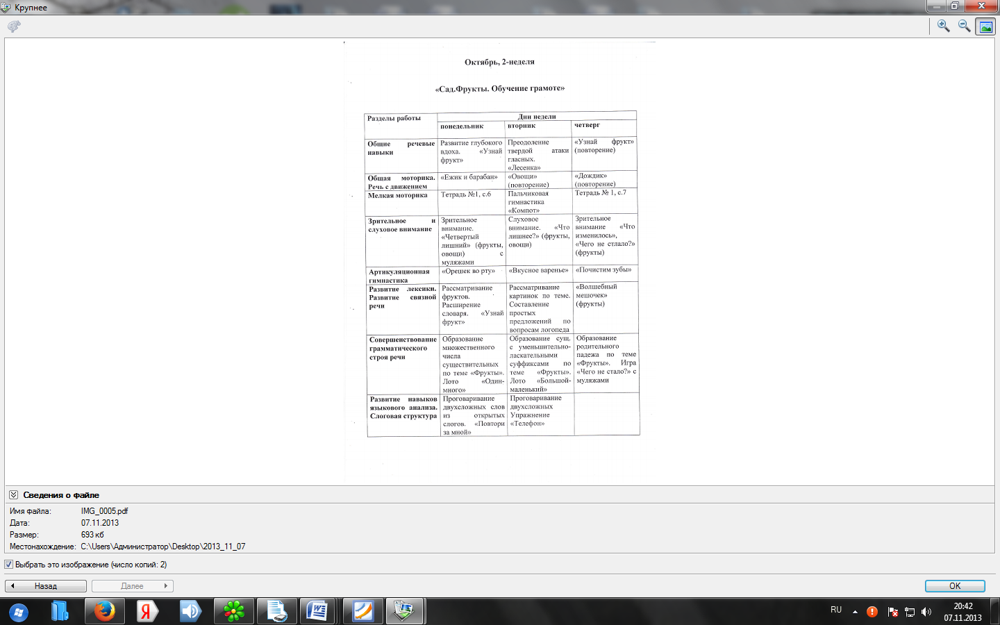 Крупнее
Октябрь, 2-неделя
«Сад.Фрукты. Обучение грамоте»
Разделы работы
Дни недели
понедельник
вторник
четверг
Общие речевые
навыки
Развитие глубокого
вдоха. «Узнай
фрукт»
Преодоление
твердой атаки
гласных.
«Лесенка»
«Узнай фрукт»
(повторение)
Общая моторика.
Речь с движением
«Ежик и барабан»
«Овощи»
(повторение)
«Дождик»
(повторение)
Мелкая моторика
Тетрадь №1, с.6
Пальчиковая
гимнастика
«Компот»
Тетрадь № 1, с.7
Зрительное и
слуховое внимание
Зрительное
внимание.
«Четвертый
лишний» (фрукты,
овощи) с
муляжами
Слуховое
внимание. «Что
лишнее?» (фрукты,
овощи)
Зрительное
внимание «Что
изменилось»,
«Чего не стлало?»
(фрукты)
Артикуляционная
гимнастика
«Орешек во рту»
«Вкусное варенье»
«Почистим зубы»
Развитие лексики.
Развитие связной
речи
Рассматривание
фруктов.
Расширение
словаря. «Узнай
фрукт»
Рассматривание
картинок по теме.
Составление
простых
предложений по
вопросам логопеда
«Волшебный
мешочек»
(фрукты)
Совершенствование
грамматического
строя речи
Образование
множественного
числа
существительных
по теме «Фрукты».
Лото «Один-
много»
Образование сущ.
с уменьшительно-
ласкательными
суффиксами по
теме «Фрукты».
Лото «Большой-
маленький»
Образование
родительного
падежа по теме
«Фрукты». Игра
«Чего не стало?» с
муляжами
Развитие навыков
языкового анализа.
Слоговая структура
Проговаривание
двухсложных слов
из открытых
слогов. «Повтори
за мной»
Проговаривание
двухсложных
Упражнение
«Телефон»
Сведения о файле
Имя файла: IMG_0005.pdf
Дата: 07.11.2013
Размер: 693 кб
Местонахождение: C:\Users\Администратор\Desktop\2013_11_07
Выбрать это изображение (число копий: 2)
Назад
Далее
OK
RU
20:42
07.11.2013